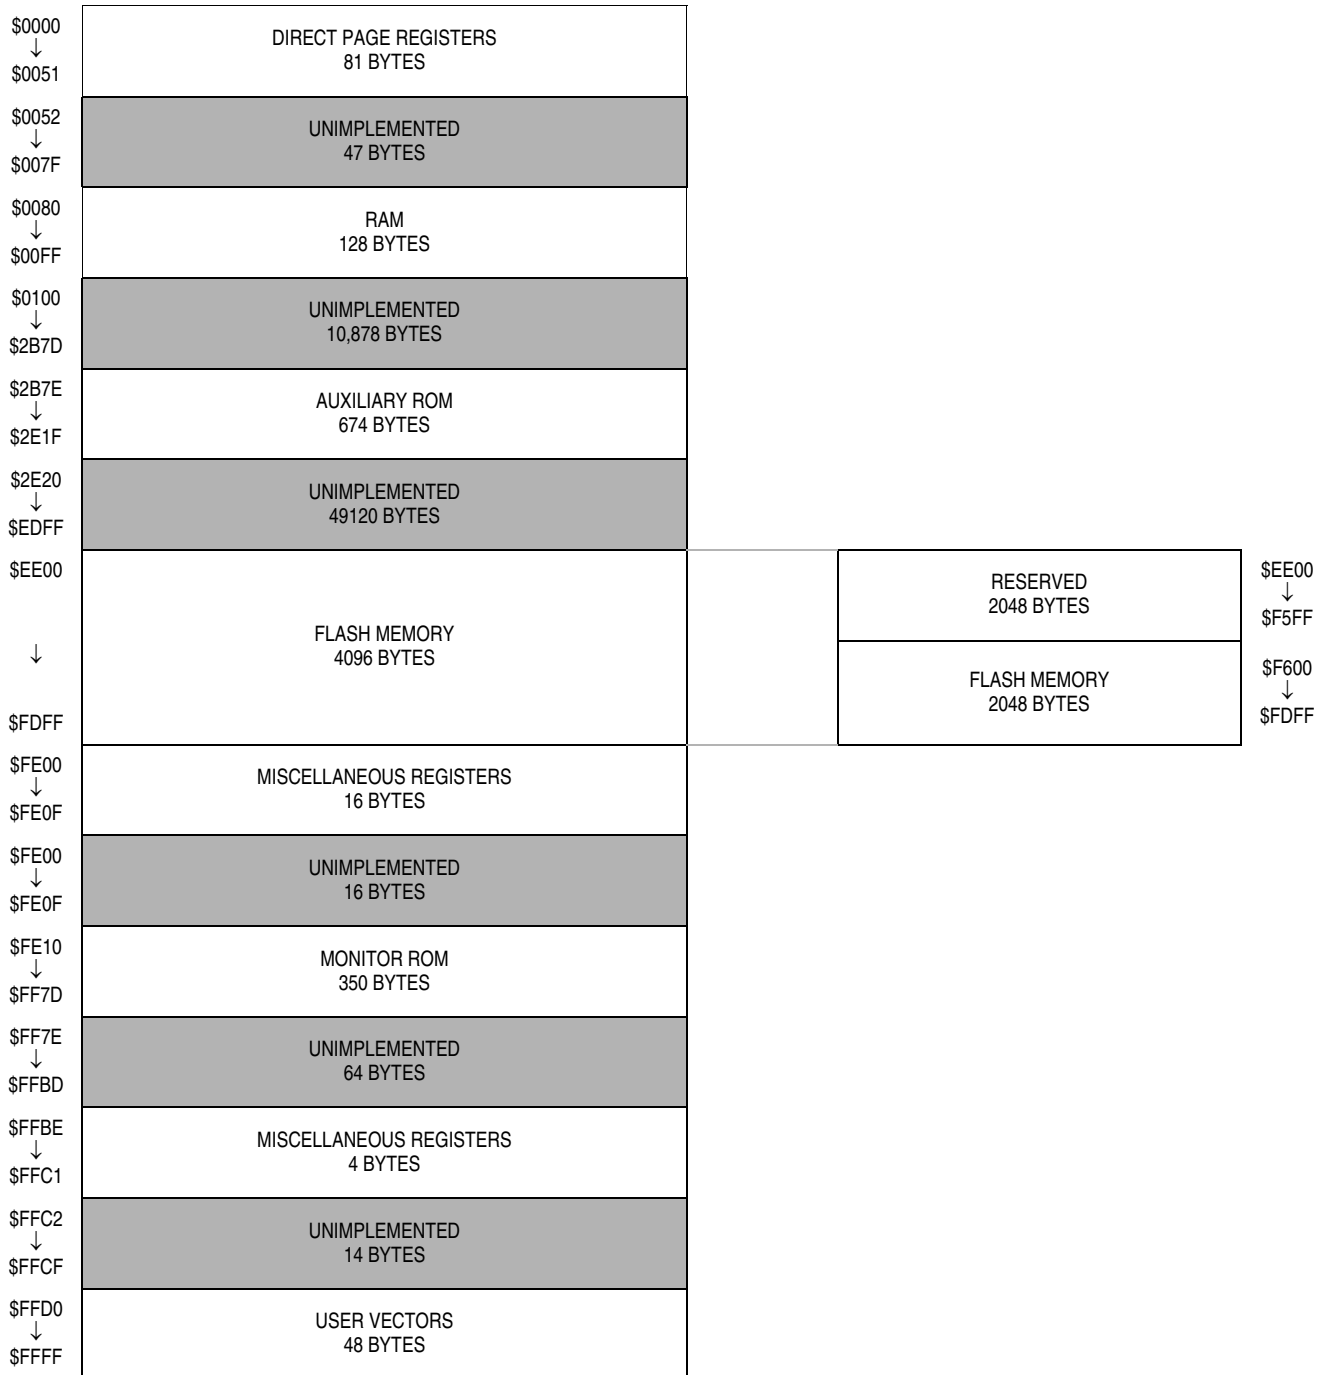 $0000
↓
$0051
DIRECT PAGE REGISTERS
81 BYTES
$0052
↓
$007F
UNIMPLEMENTED
47 BYTES
$0080
↓
$00FF
RAM
128 BYTES
$0100
↓
$2B7D
UNIMPLEMENTED
10,878 BYTES
$2B7E
↓
$2E1F
AUXILIARY ROM
674 BYTES
$2E20
↓
$EDFF
UNIMPLEMENTED
49120 BYTES
$EE00
↓
$FDFF
FLASH MEMORY
4096 BYTES
RESERVED
2048 BYTES
$EE00
↓
$F5FF
FLASH MEMORY
2048 BYTES
$F600
↓
$FDFF
$FE00
↓
$FE0F
MISCELLANEOUS REGISTERS
16 BYTES
$FE00
↓
$FE0F
UNIMPLEMENTED
16 BYTES
$FE10
↓
$FF7D
MONITOR ROM
350 BYTES
$FF7E
↓
$FFBD
UNIMPLEMENTED
64 BYTES
$FFBE
↓
$FFC1
MISCELLANEOUS REGISTERS
4 BYTES
$FFC2
↓
$FFCF
UNIMPLEMENTED
14 BYTES
$FFD0
↓
$FFFF
USER VECTORS
48 BYTES